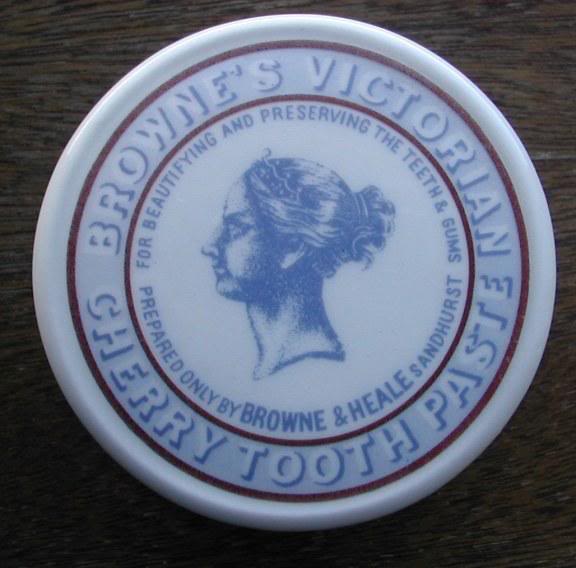 BROWNE'S VICTORIAN
CHERRY TOOTH PASTE
FOR BEAUTIFYING AND PRESERVING THE TEETH & GUMS
PREPARED ONLY BY BROWNE & HEALE SANDHURST